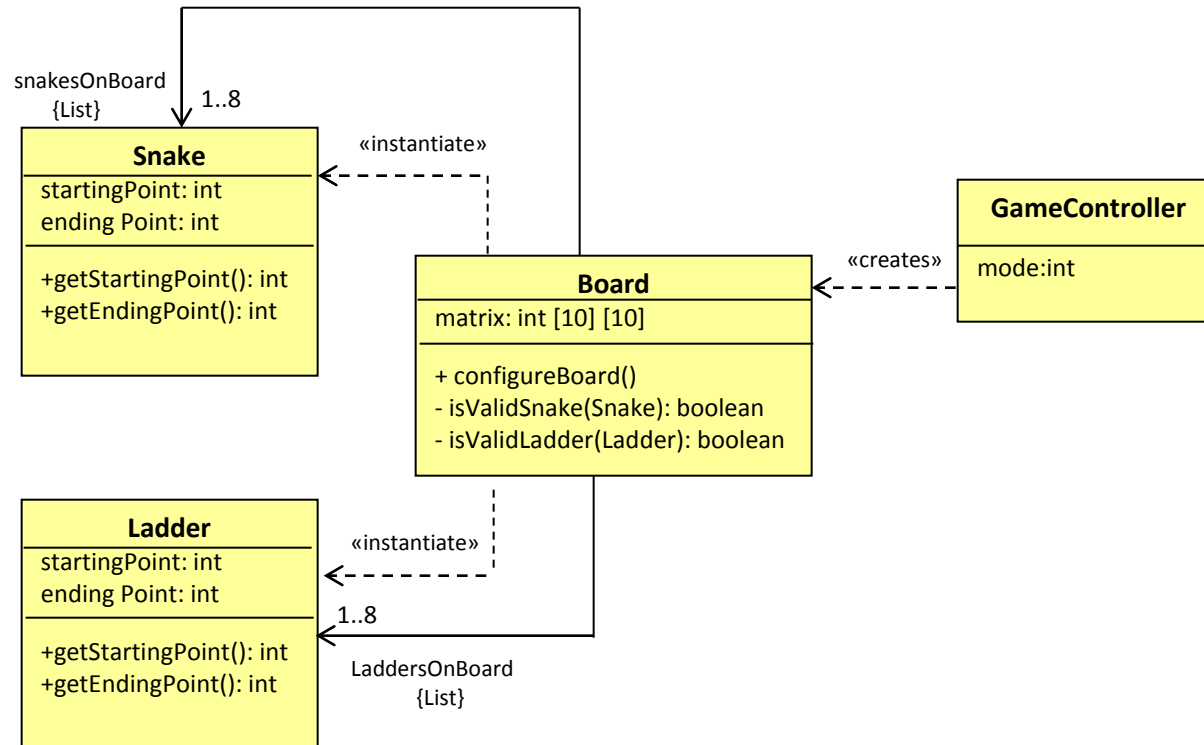 snakesOnBoard
{List}
1..8
Snake
startingPoint: int
ending Point: int
+getStartingPoint(): int
+getEndingPoint(): int
«instantiate»
Board
matrix: int [10] [10]
+ configureBoard()
- isValidSnake(Snake): boolean
- isValidLadder(Ladder): boolean
«creates»
GameController
mode:int
Ladder
startingPoint: int
ending Point: int
+getStartingPoint(): int
+getEndingPoint(): int
«instantiate»
1..8
LaddersOnBoard
{List}